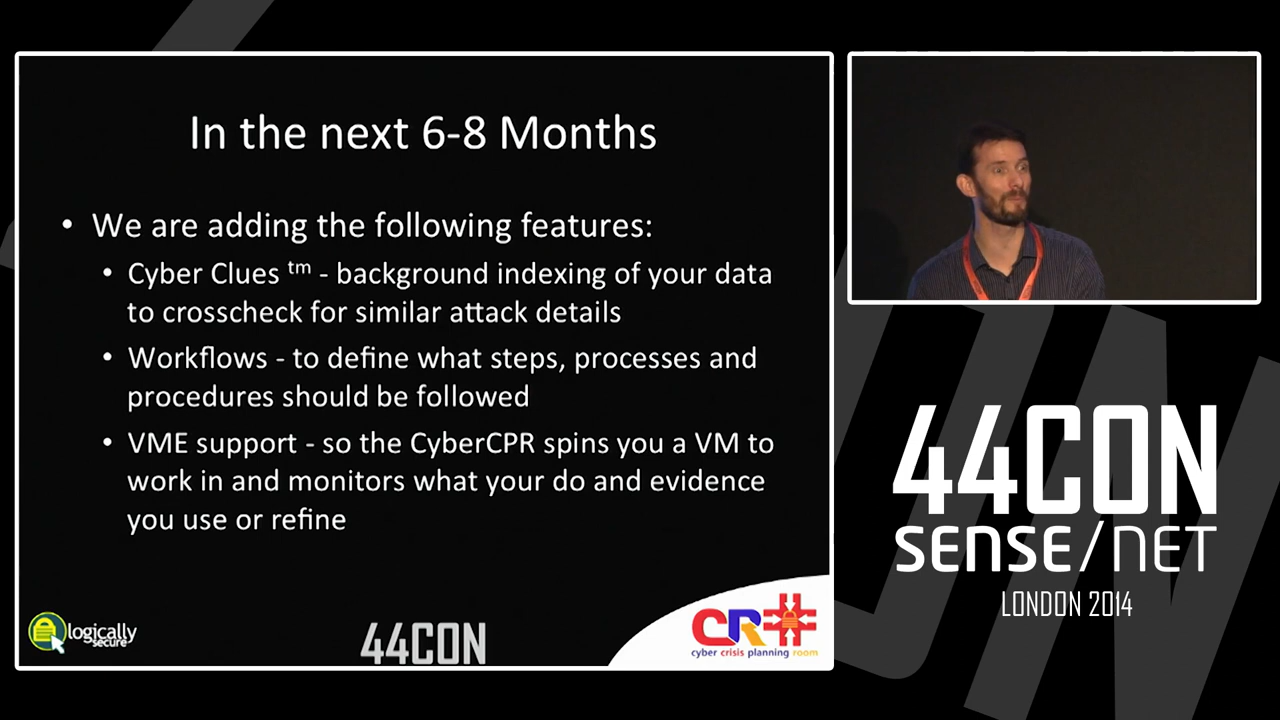 In the next 6-8 Months
• We are adding the following features:
• Cyber Clues ™ - background indexing of your data
to crosscheck for similar attack details
• Workflows - to define what steps, processes and
procedures should be followed
• VME support - so the CyberCPR spins you a VM to
work in and monitors what your do and evidence
you use or refine
logically
secure
44CON
CR
cyber crisis planning room
44CON
SENSE/NET
LONDON 2014